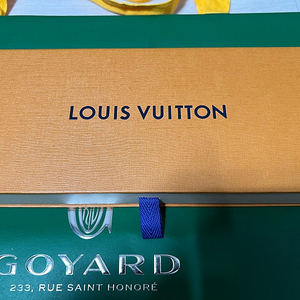 LOUIS VUITTON
GOYARD
233, RUE SAINT HONORÉ